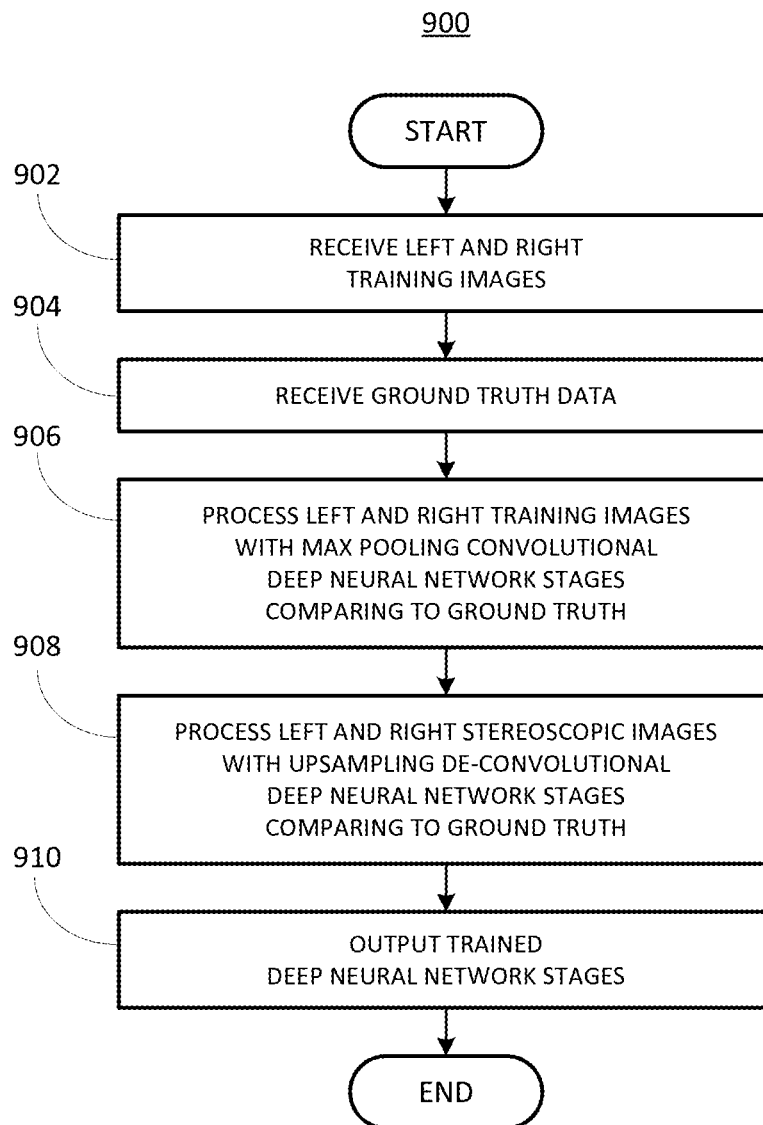 900
START
902
RECEIVE LEFT AND RIGHT
TRAINING IMAGES
904
RECEIVE GROUND TRUTH DATA
906
PROCESS LEFT AND RIGHT TRAINING IMAGES
WITH MAX POOLING CONVOLUTIONAL
DEEP NEURAL NETWORK STAGES
COMPARING TO GROUND TRUTH
908
PROCESS LEFT AND RIGHT STEREOSCOPIC IMAGES
WITH UPSAMPLING DE-CONVOLUTIONAL
DEEP NEURAL NETWORK STAGES
COMPARING TO GROUND TRUTH
910
OUTPUT TRAINED
DEEP NEURAL NETWORK STAGES
END